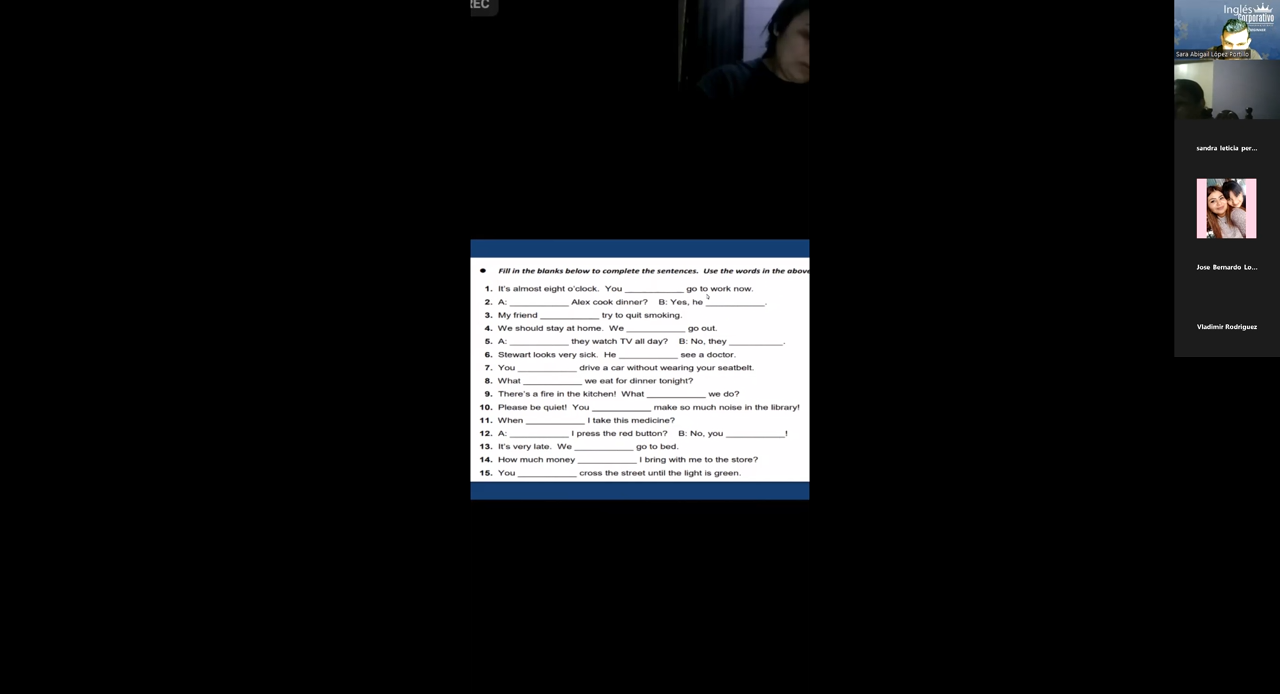 REC
Inglés
Corporativo
Sara Abigail López Portillo
sandra leticia per...
Jose Bernardo Lo...
Vladimir Rodriguez
● Fill in the blanks below to complete the sentences. Use the words in the above
1. It's almost eight o'clock. You ____________ go to work now.
2. A: ____________ Alex cook dinner? B: Yes, he ____________.
3. My friend ____________ try to quit smoking.
4. We should stay at home. We ____________ go out.
5. A: ____________ they watch TV all day? B: No, they ___________.
6. Stewart looks very sick. He ____________ see a doctor.
7. You ____________ drive a car without wearing your seatbelt.
8. What ____________ we eat for dinner tonight?
9. There's a fire in the kitchen! What ____________ we do?
10. Please be quiet! You ____________ make so much noise in the library!
11. When ____________ I take this medicine?
12. A: ____________ I press the red button? B: No, you ____________!
13. It's very late. We ____________ go to bed.
14. How much money ____________ I bring with me to the store?
15. You ____________ cross the street until the light is green.